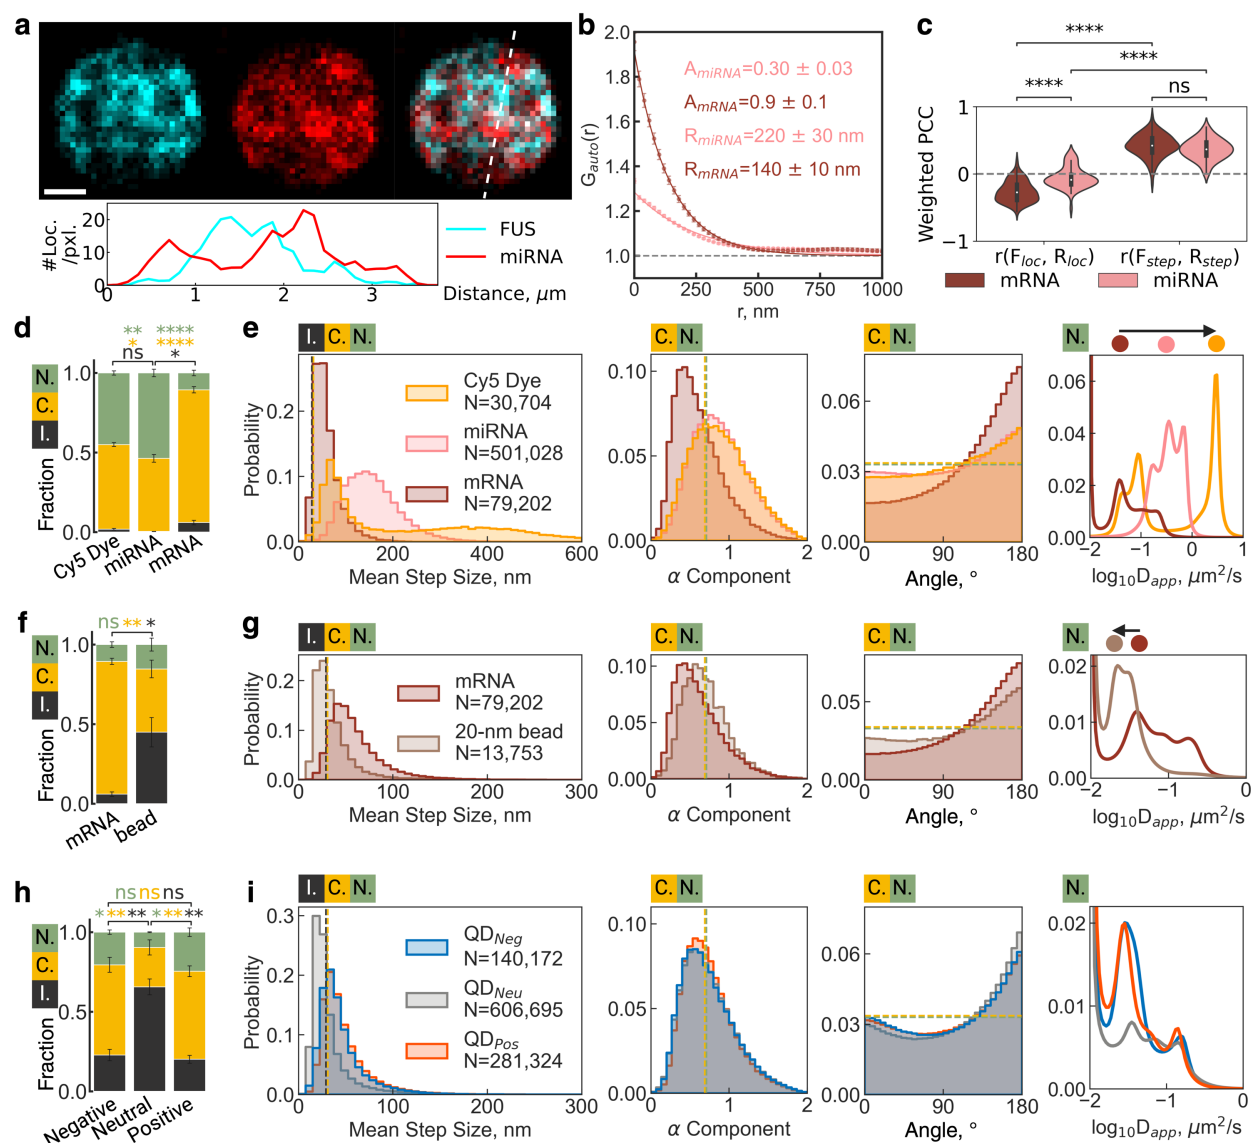 a
20
10
0
#Loc.
/pxl.
1
2
3
Distance, μm
FUS
miRNA
b
2.0
1.8
1.6
1.4
1.2
1.0
G_auto(r)
A_miRNA=0.30 ± 0.03
A_mRNA=0.9 ± 0.1
R_miRNA=220 ± 30 nm
R_mRNA=140 ± 10 nm
0
250
500
750
1000
r, nm
c
****
****
****
ns
1
0
−1
Weighted PCC
r(F_loc, R_loc)
r(F_step, R_step)
mRNA
miRNA
d
** ****
* ****
ns *
N.
C.
I.
Fraction
1.0
0.5
0.0
Cy5 Dye
miRNA
mRNA
e
I. C. N.
Probability
0.2
0.1
0.0
Cy5 Dye
N=30,704
miRNA
N=501,028
mRNA
N=79,202
0 200 400 600
Mean Step Size, nm
C. N.
0.10
0.05
0.00
0 1 2
α Component
C. N.
0.06
0.03
0.00
0 90 180
Angle, °
N.
0.06
0.04
0.02
0.00
−2 −1 0 1
log10D_app, μm²/s
f
ns ** *
N.
C.
I.
Fraction
1.0
0.5
0.0
mRNA
bead
g
I. C. N.
Probability
0.2
0.1
0.0
mRNA
N=79,202
20-nm bead
N=13,753
0 100 200 300
Mean Step Size, nm
C. N.
0.10
0.05
0.00
0 1 2
α Component
C. N.
0.05
0.00
0 90 180
Angle, °
N.
0.02
0.01
0.00
−2 −1 0
log10D_app, μm²/s
h
ns ns ns
* ** ** * ** **
N.
C.
I.
Fraction
1.0
0.5
0.0
Negative
Neutral
Positive
i
I. C. N.
Probability
0.3
0.2
0.1
0.0
QD_Neg
N=140,172
QD_Neu
N=606,695
QD_Pos
N=281,324
0 100 200 300
Mean Step Size, nm
C. N.
0.10
0.05
0.00
0 1 2
α Component
C. N.
0.06
0.03
0.00
0 90 180
Angle, °
N.
0.02
0.01
0.00
−2 −1 0
log10D_app, μm²/s